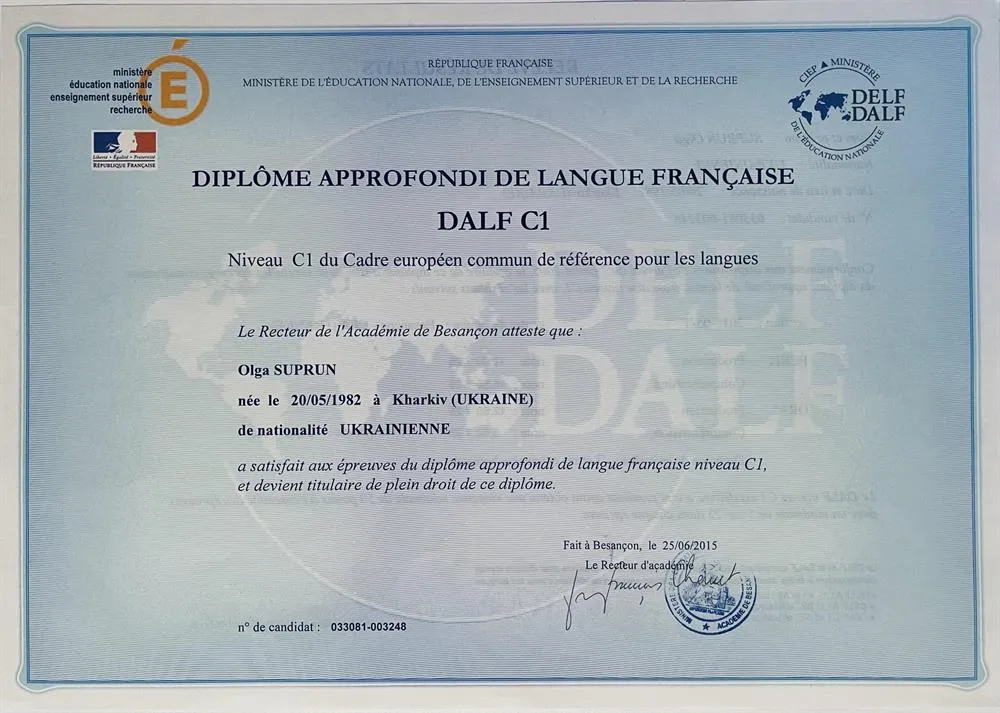 ministère
éducation nationale
enseignement supérieur
recherche
É
Liberté • Égalité • Fraternité
RÉPUBLIQUE FRANÇAISE
RÉPUBLIQUE FRANÇAISE
MINISTÈRE DE L'ÉDUCATION NATIONALE, DE L'ENSEIGNEMENT SUPÉRIEUR ET DE LA RECHERCHE
CIEP ▲ MINISTÈRE
DELF
DALF
DE L'ÉDUCATION NATIONALE
DIPLÔME APPROFONDI DE LANGUE FRANÇAISE
DALF C1
Niveau C1 du Cadre européen commun de référence pour les langues
DELF
DALF
Le Recteur de l'Académie de Besançon atteste que :
Olga SUPRUN
née le 20/05/1982 à Kharkiv (UKRAINE)
de nationalité UKRAINIENNE
a satisfait aux épreuves du diplôme approfondi de langue française niveau C1,
et devient titulaire de plein droit de ce diplôme.
Fait à Besançon, le 25/06/2015
Le Recteur d'académie
ACADÉMIE DE BESAN
n° de candidat : 033081-003248